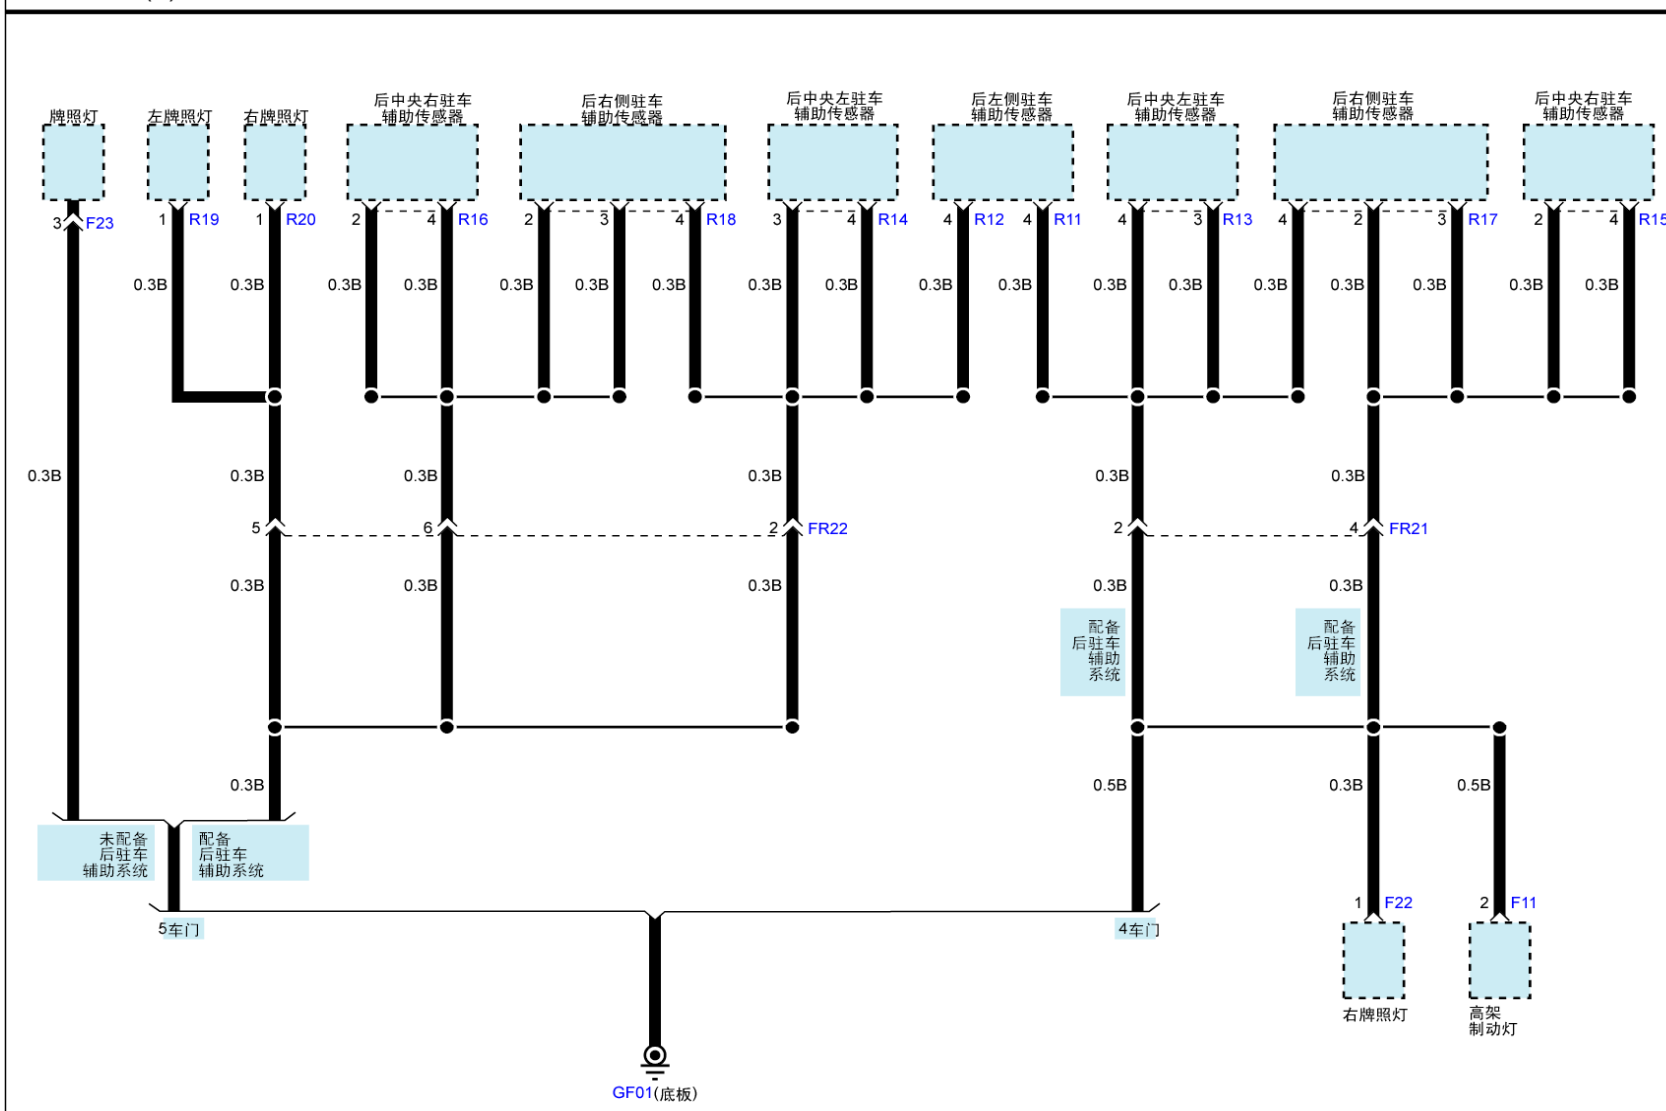 牌照灯
左牌照灯
右牌照灯
后中央右驻车
辅助传感器
后右侧驻车
辅助传感器
后中央左驻车
辅助传感器
后左侧驻车
辅助传感器
后中央左驻车
辅助传感器
后右侧驻车
辅助传感器
后中央右驻车
辅助传感器
3 F23
1 R19
1 R20
2 4 R16
2 3 4 R18
3 4 R14
4 R12
4 R11
4 3 R13
4 2 3 R17
2 4 R15
0.3B 0.3B 0.3B 0.3B 0.3B 0.3B 0.3B 0.3B 0.3B 0.3B 0.3B 0.3B 0.3B 0.3B 0.3B 0.3B 0.3B 0.3B
0.3B 0.3B 0.3B 0.3B 0.3B 0.3B
5 6 2 FR22
2 4 FR21
0.3B 0.3B 0.3B 0.3B 0.3B
配备
后驻车
辅助
系统
配备
后驻车
辅助
系统
0.3B 0.5B 0.3B 0.5B
未配备
后驻车
辅助系统
配备
后驻车
辅助系统
5车门
4车门
1 F22
2 F11
右牌照灯
高架
制动灯
GF01(底板)